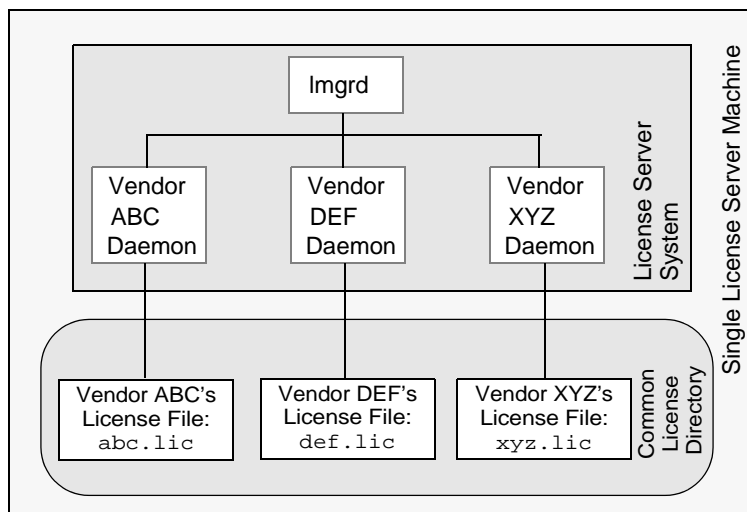 lmgrd
Vendor
ABC
Daemon
Vendor
DEF
Daemon
Vendor
XYZ
Daemon
License Server
System
Single License Server Machine
Vendor ABC's
License File:
abc.lic
Vendor DEF's
License File:
def.lic
Vendor XYZ's
License File:
xyz.lic
Common
License
Directory